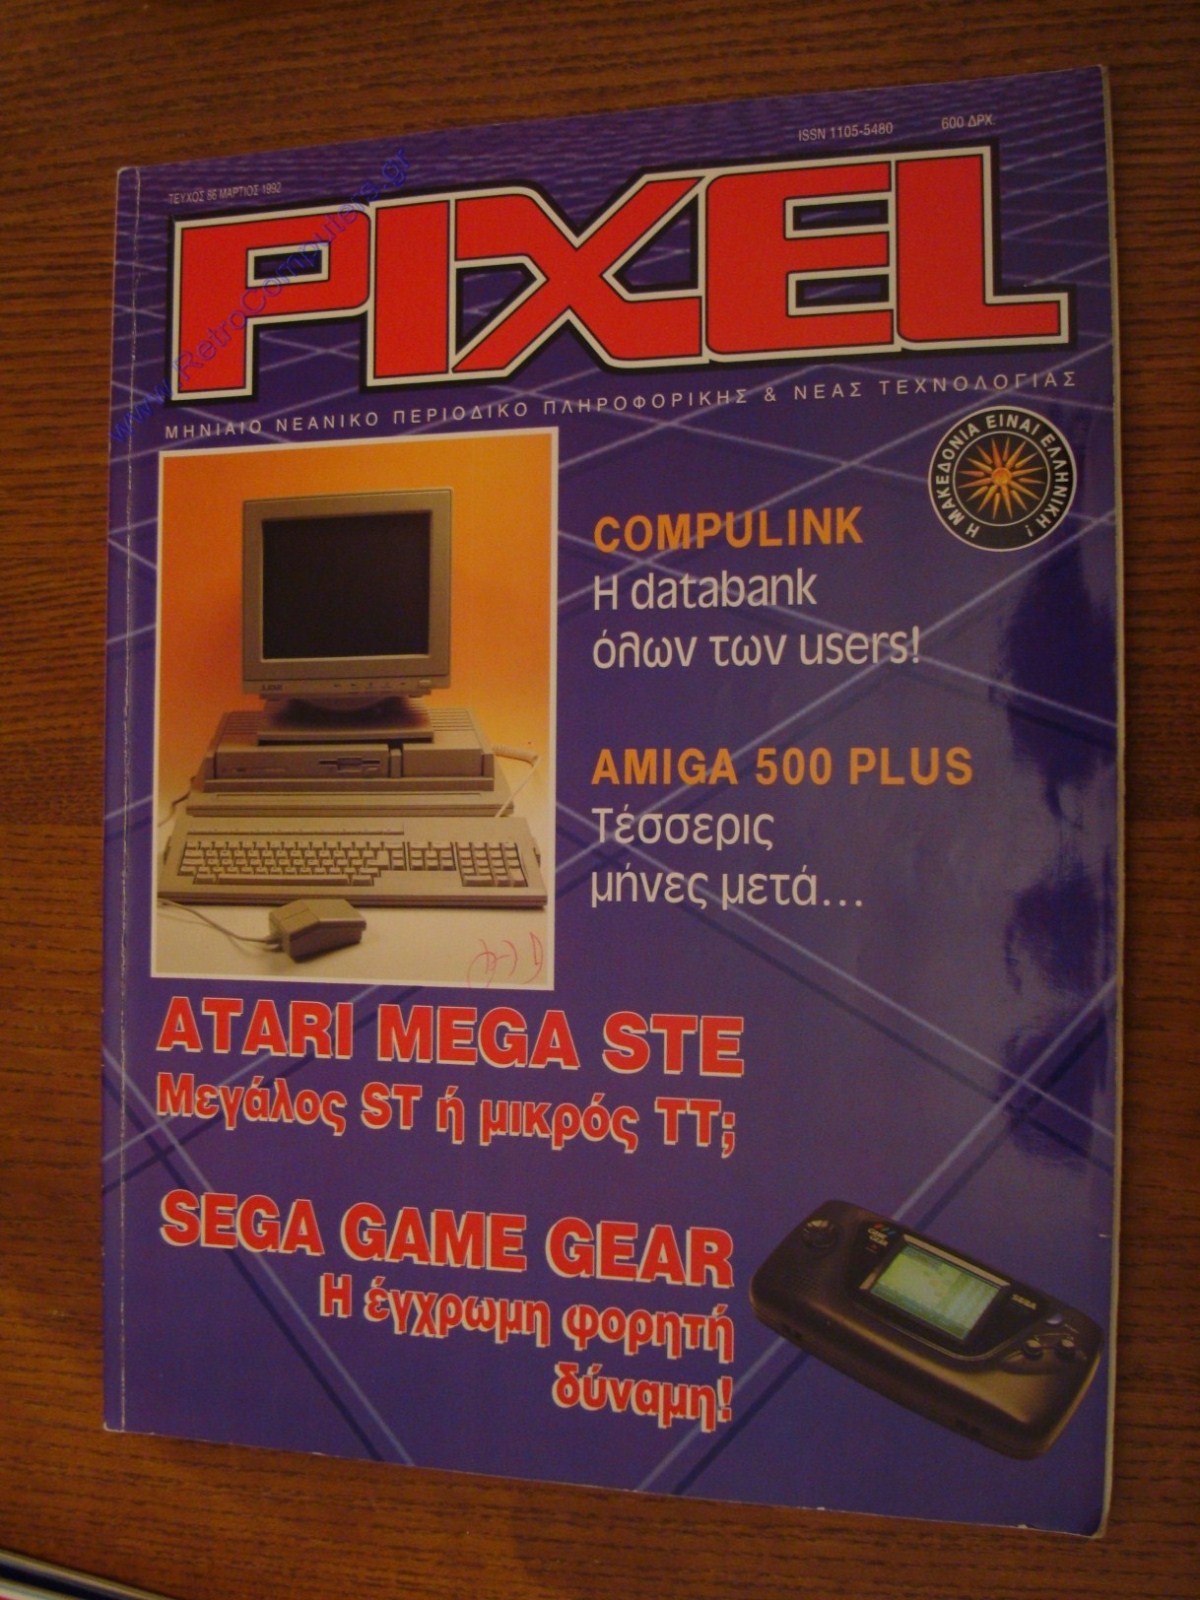 ISSN 1105-5480 600 ΔΡΧ.
ΤΕΥΧΟΣ 86 ΜΑΡΤΙΟΣ 1992
PIXEL
www.RetroComputers.gr
ΜΗΝΙΑΙΟ ΝΕΑΝΙΚΟ ΠΕΡΙΟΔΙΚΟ ΠΛΗΡΟΦΟΡΙΚΗΣ & ΝΕΑΣ ΤΕΧΝΟΛΟΓΙΑΣ
Η ΜΑΚΕΔΟΝΙΑ ΕΙΝΑΙ ΕΛΛΗΝΙΚΗ!
COMPULINK
Η databank
όλων των users!
AMIGA 500 PLUS
Τέσσερις
μήνες μετά...
ATARI MEGA STE
Μεγάλος ST ή μικρός TT;
SEGA GAME GEAR
Η έγχρωμη φορητή
δύναμη!
SEGA